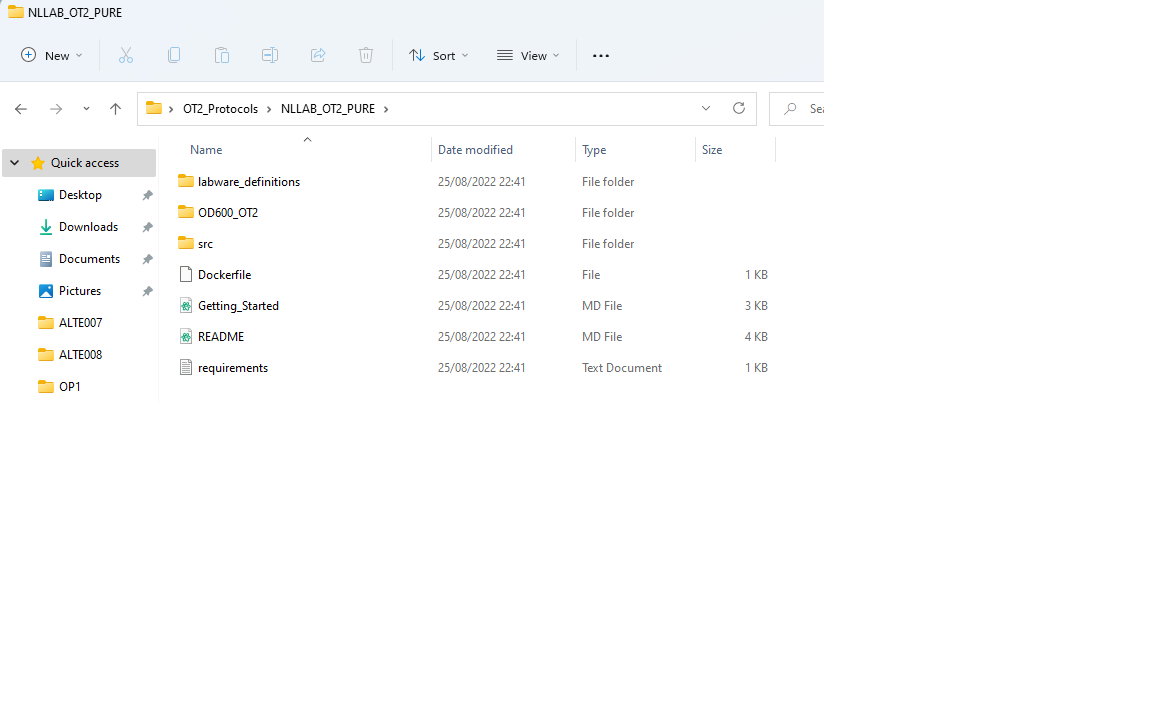 NLLAB_OT2_PURE
New Sort View
OT2_Protocols NLLAB_OT2_PURE
Name Date modified Type Size
Quick access
Desktop
Downloads
Documents
Pictures
ALTE007
ALTE008
OP1
labware_definitions 25/08/2022 22:41 File folder
OD600_OT2 25/08/2022 22:41 File folder
src 25/08/2022 22:41 File folder
Dockerfile 25/08/2022 22:41 File 1 KB
Getting_Started 25/08/2022 22:41 MD File 3 KB
README 25/08/2022 22:41 MD File 4 KB
requirements 25/08/2022 22:41 Text Document 1 KB